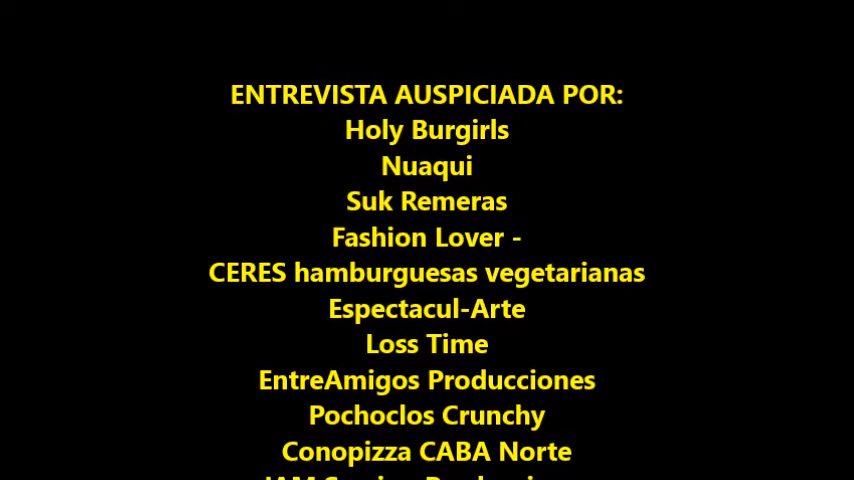 ENTREVISTA AUSPICIADA POR:
Holy Burgirls
Nuaqui
Suk Remeras
Fashion Lover -
CERES hamburguesas vegetarianas
Espectacul-Arte
Loss Time
EntreAmigos Producciones
Pochoclos Crunchy
Conopizza CABA Norte